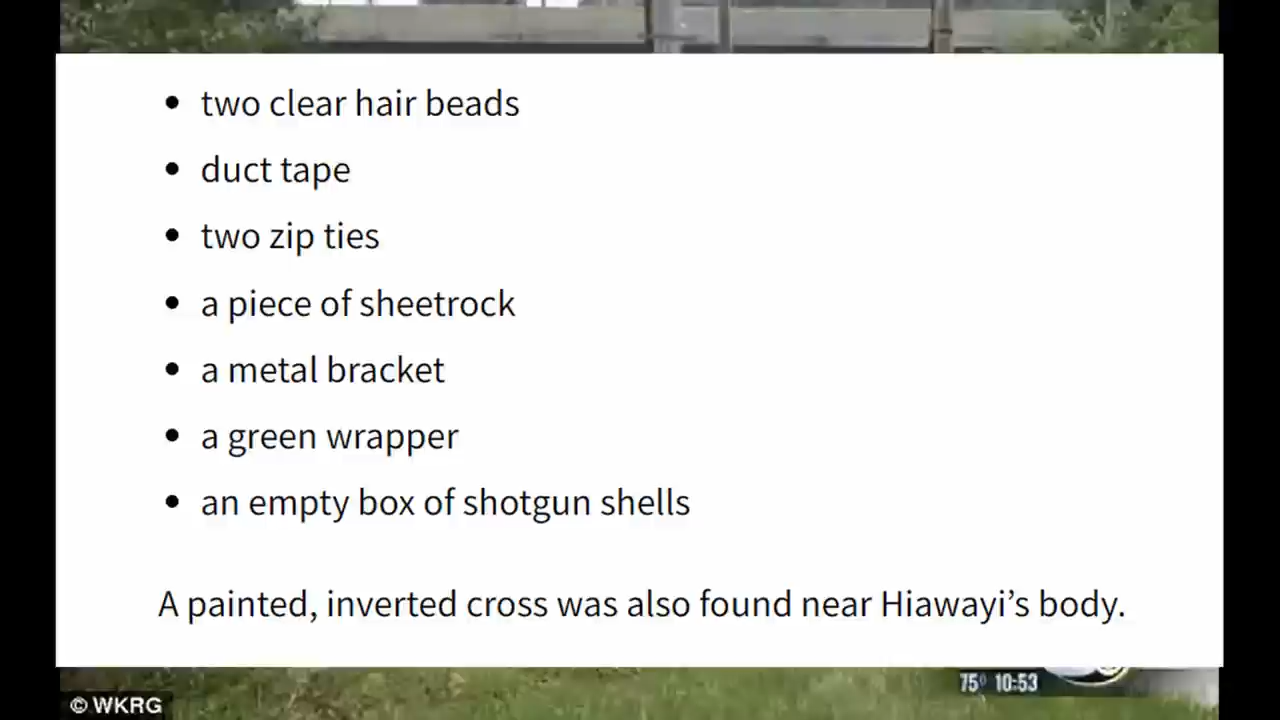 two clear hair beads
duct tape
two zip ties
a piece of sheetrock
a metal bracket
a green wrapper
an empty box of shotgun shells
A painted, inverted cross was also found near Hiawayi’s body.
75° 10:53
© WKRG